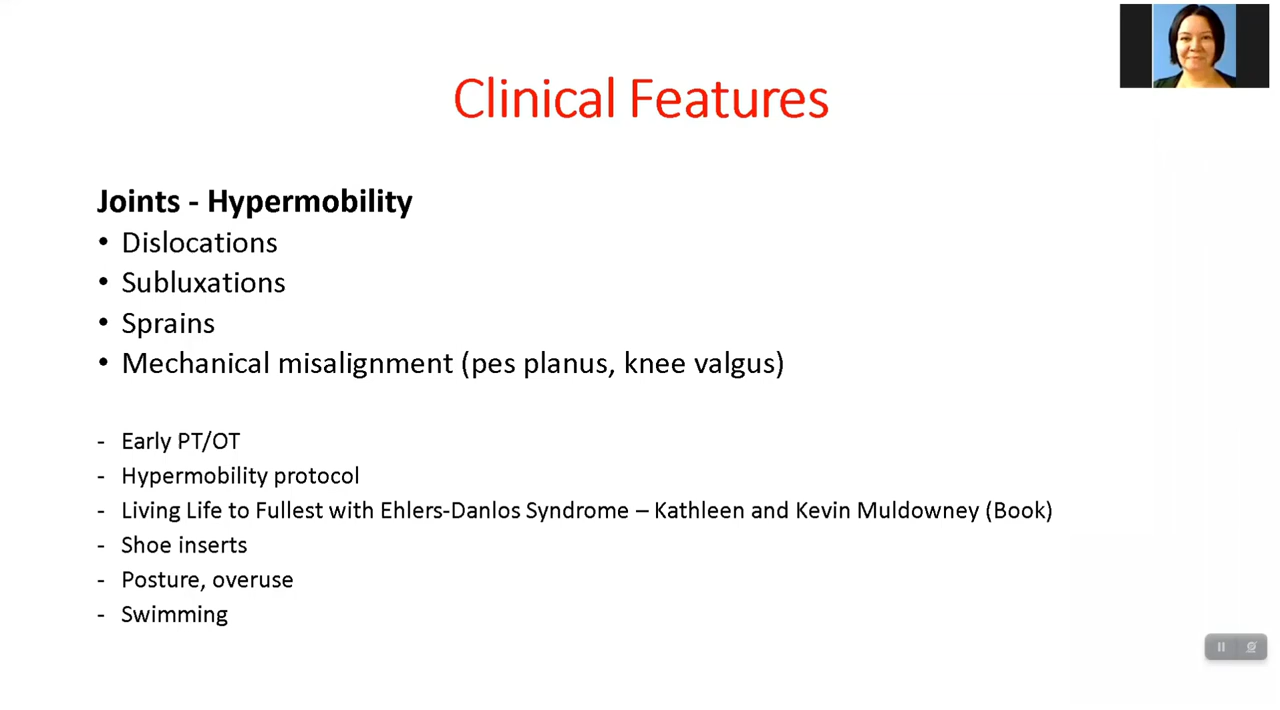 Clinical Features
Joints - Hypermobility
• Dislocations
• Subluxations
• Sprains
• Mechanical misalignment (pes planus, knee valgus)
- Early PT/OT
- Hypermobility protocol
- Living Life to Fullest with Ehlers-Danlos Syndrome – Kathleen and Kevin Muldowney (Book)
- Shoe inserts
- Posture, overuse
- Swimming